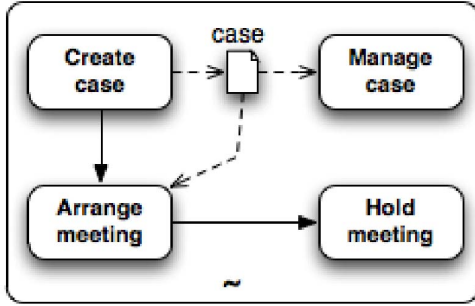 case
Create
case
Manage
case
Arrange
meeting
Hold
meeting
~